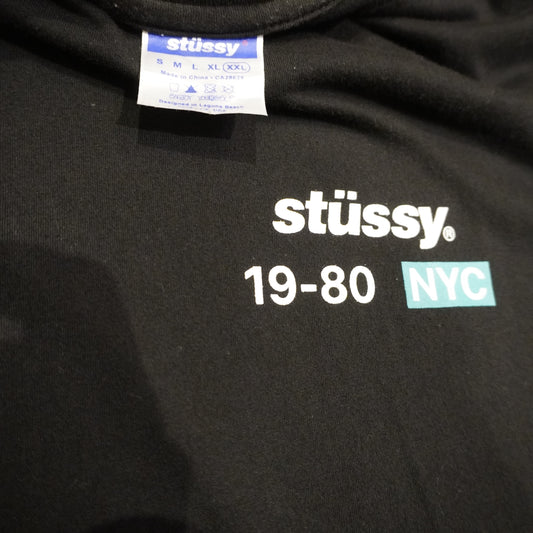 stüssy
S M L XL XXL
Made in China
Designed in Laguna Beach
stüssy®
19-80 NYC